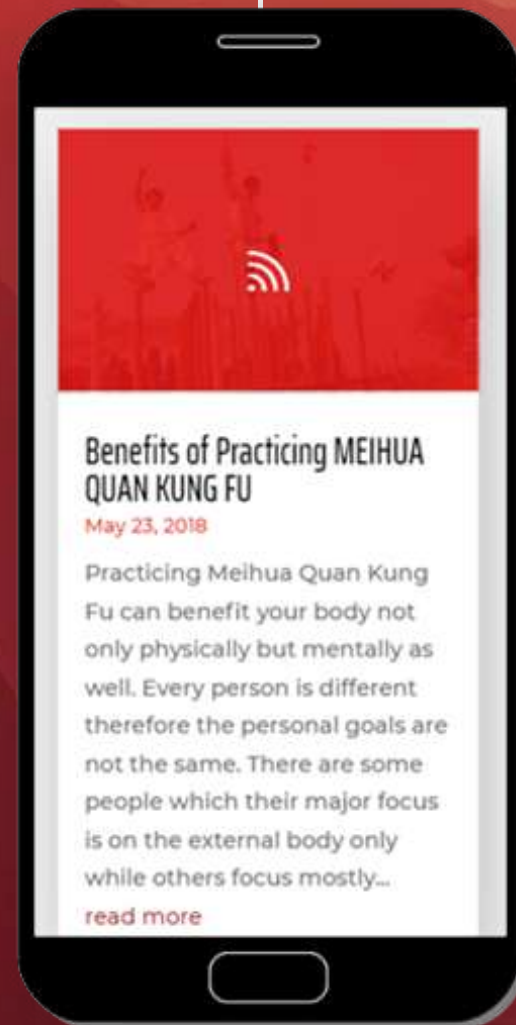 Benefits of Practicing MEIHUA
QUAN KUNG FU
May 23, 2018
Practicing Meihua Quan Kung
Fu can benefit your body not
only physically but mentally as
well. Every person is different
therefore the personal goals are
not the same. There are some
people which their major focus
is on the external body only
while others focus mostly...
read more